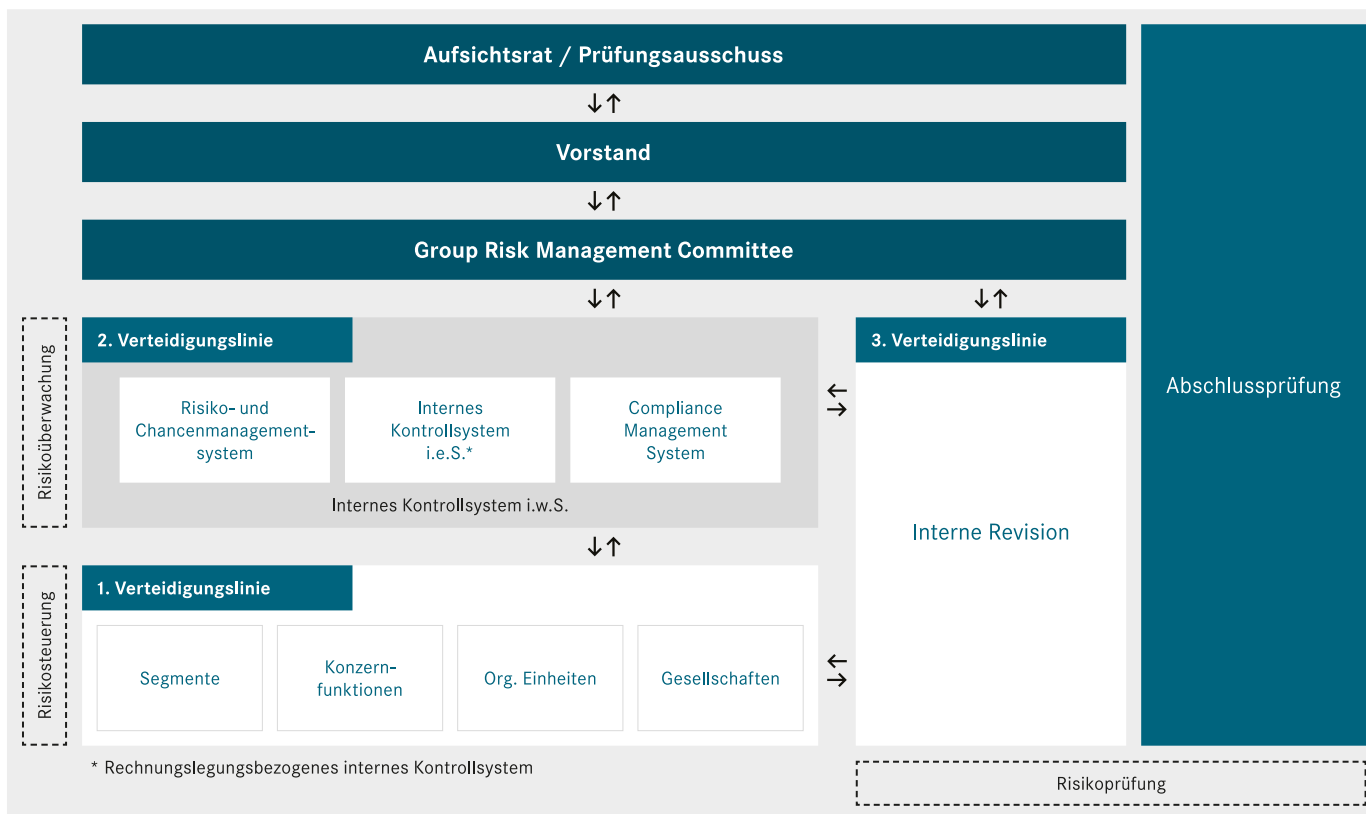 Aufsichtsrat / Prüfungsausschuss
↓↑
Vorstand
↓↑
Group Risk Management Committee
↓↑
↓↑
Risikoüberwachung
2. Verteidigungslinie
Risiko- und
Chancenmanagement-
system
Internes
Kontrollsystem
i.e.S.*
Compliance
Management
System
Internes Kontrollsystem i.w.S.
←
→
3. Verteidigungslinie
Interne Revision
Abschlussprüfung
↓↑
Risikosteuerung
1. Verteidigungslinie
Segmente
Konzern-
funktionen
Org. Einheiten
Gesellschaften
←
→
* Rechnungslegungsbezogenes internes Kontrollsystem
Risikoprüfung